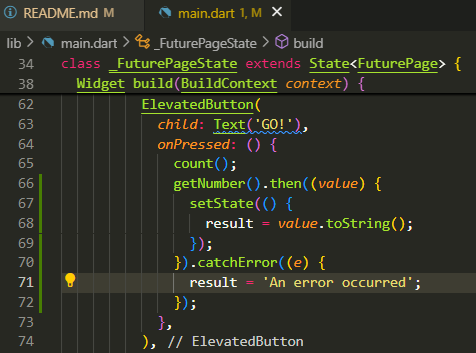 README.md M main.dart 1, M
lib > main.dart > _FuturePageState > build
34 class _FuturePageState extends State<FuturePage> {
38 Widget build(BuildContext context) {
62 ElevatedButton(
63 child: Text('GO!'),
64 onPressed: () {
65 count();
66 getNumber().then((value) {
67 setState(() {
68 result = value.toString();
69 });
70 }).catchError((e) {
71 result = 'An error occurred';
72 });
73 },
74 ), // ElevatedButton